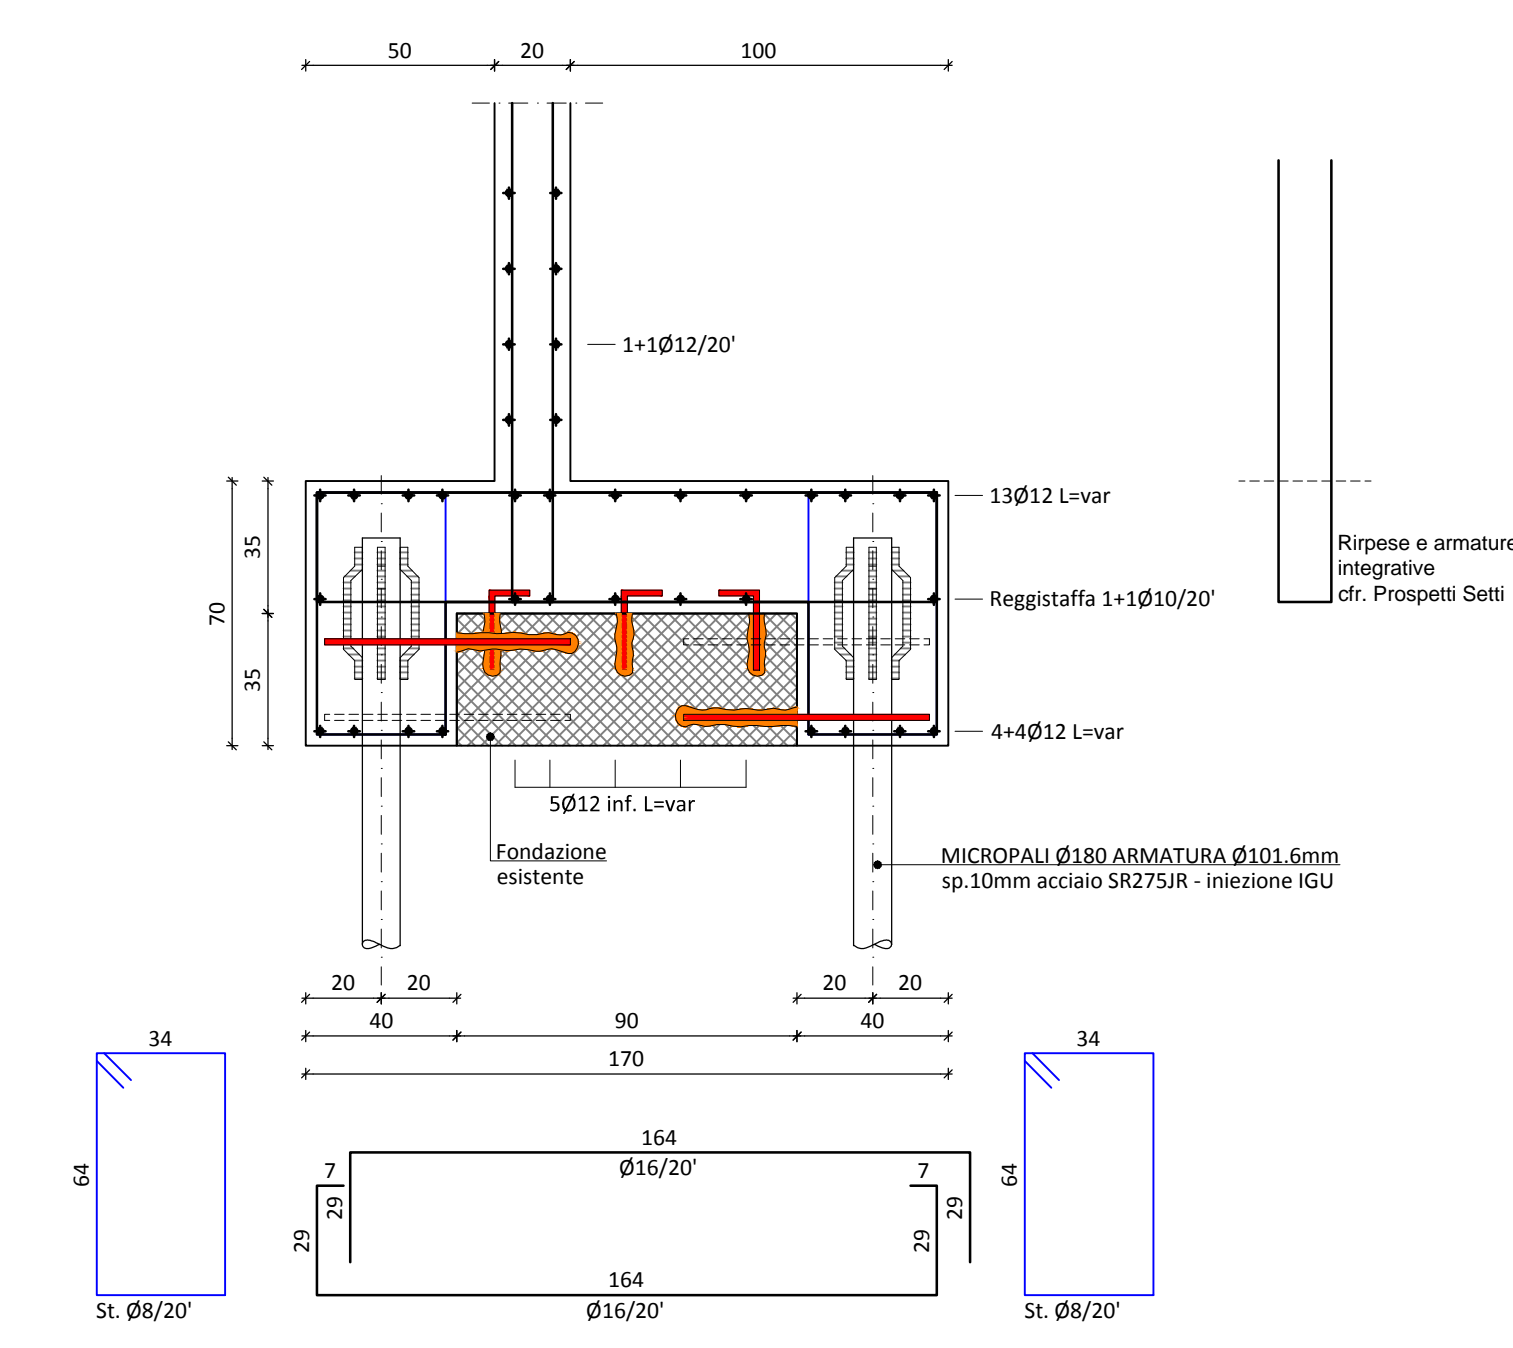 50
20
100
1+1Ø12/20'
13Ø12 L=var
35
70
Rirpese e armature
integrative
cfr. Prospetti Setti
Reggistaffa 1+1Ø10/20'
35
4+4Ø12 L=var
5Ø12 inf. L=var
Fondazione
esistente
MICROPALI Ø180 ARMATURA Ø101.6mm
sp.10mm acciaio SR275JR - iniezione IGU
20
20
20
20
40
90
40
170
34
34
64
64
164
Ø16/20'
7
7
29
29
29
29
164
Ø16/20'
St. Ø8/20'
St. Ø8/20'